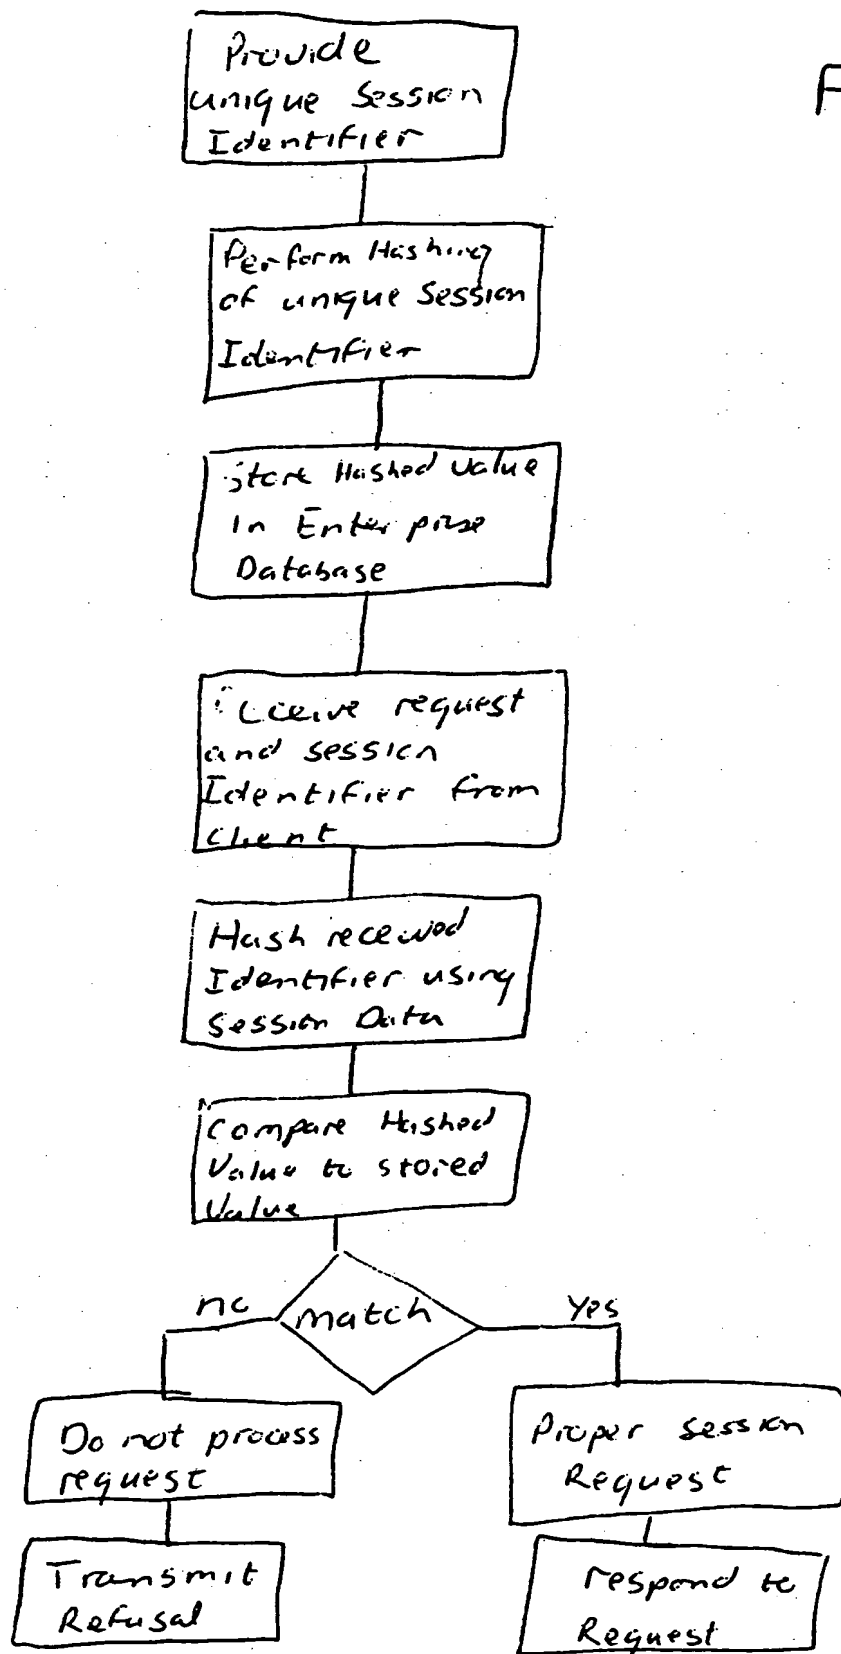 Provide
unique Session
Identifier
F
Perform Hashing
of unique Session
Identifier
Store Hashed Value
In Enterprise
Database
receive request
and session
Identifier from
Client
Hash received
Identifier using
Session Data
Compare Hashed
Value to stored
Value
no
match
Yes
Do not process
request
Proper session
Request
Transmit
Refusal
respond to
Request